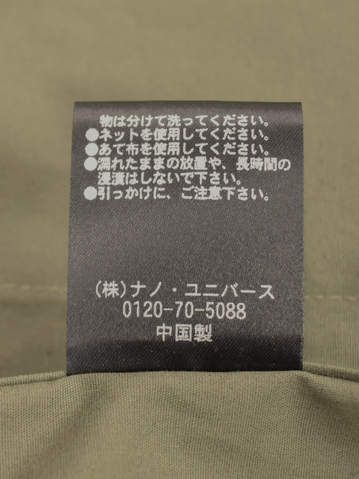 物は分けて洗ってください。
●ネットを使用してください。
●あて布を使用してください。
●濡れたままの放置や、長時間の
浸漬はしないで下さい。
●引っかけに、ご注意下さい。
(株)ナノ・ユニバース
0120-70-5088
中国製